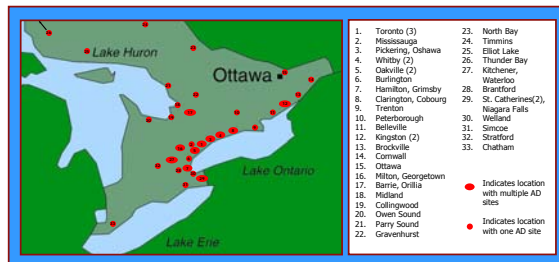 Lake Huron
Ottawa
Lake Ontario
Lake Erie
1. Toronto (3)
2. Mississauga
3. Pickering, Oshawa
4. Whitby (2)
5. Oakville (2)
6. Burlington
7. Hamilton, Grimsby
8. Clarington, Cobourg
9. Trenton
10. Peterborough
11. Belleville
12. Kingston (2)
13. Brockville
14. Cornwall
15. Ottawa
16. Milton, Georgetown
17. Barrie, Orillia
18. Midland
19. Collingwood
20. Owen Sound
21. Parry Sound
22. Gravenhurst
23. North Bay
24. Timmins
25. Elliot Lake
26. Thunder Bay
27. Kitchener,
Waterloo
28. Brantford
29. St. Catherines(2),
Niagara Falls
30. Welland
31. Simcoe
32. Stratford
33. Chatham
Indicates location
with multiple AD
sites
Indicates location
with one AD site